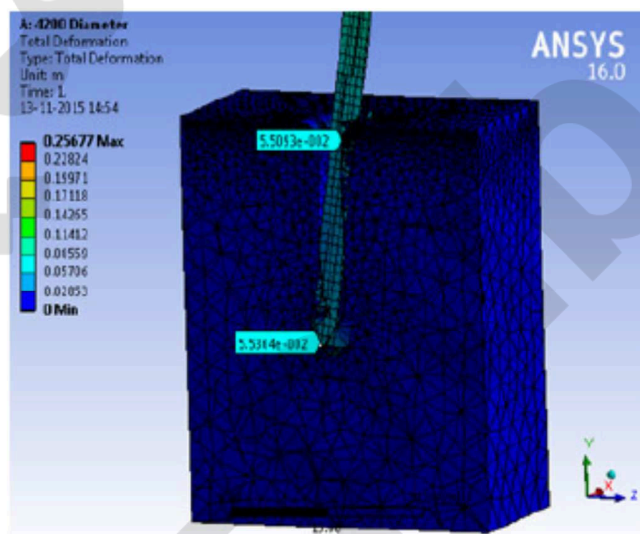 A: 4200 Diameter
Total Deformation
Type: Total Deformation
Unit: m
Time: 1
13-11-2015 14:54
ANSYS
16.0
0.25677 Max
0.22824
0.19971
0.17118
0.14265
0.11412
0.08559
0.05706
0.02853
0 Min
5.5093e-002
5.5304e-002
Y
X
Z